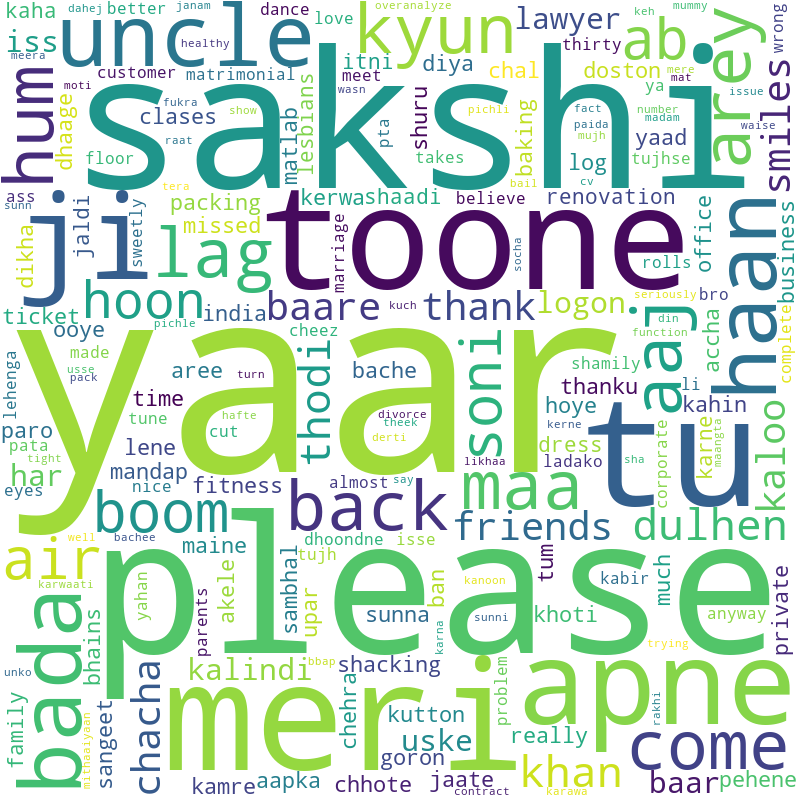 dahej
janam
dance
overanalyze
mummy
kaha
better
uncle
love
kyun
keh
lawyer
ab
arey
wrong
iss
healthy
meera
itni
thirty
customer
matrimonial
meet
diya
chal
doston
mere
mat
issue
hum
dhaage
moti
fukra
show
wasn
matlab
lesbians
pta
shuru
pichli
baking
fact
number
ya
madam
smiles
clases
sakshi
floor
raat
takes
log
paida
mujh
yaad
tujhse
waise
ass
tera
bail
cv
sunn
jaldi
packing
kerwa
shaadi
believe
renovation
office
haan
business
dikha
ji
sweetly
missed
lag
marriage
toone
socha
rolls
seriously
bro
complete
hoon
ticket
ooye
india
baare
kuch
thank
logon
din
function
aaj
accha
pichle
cheez
lehenga
made
usse
pack
aree
turn
thodi
bache
soni
shamily
thanku
li
kahin
yaar
time
tune
hafte
divorce
theek
derti
hoye
kerne
dress
tu
karne
maangta
paro
pata
tight
cut
lene
likhaa
ladako
sha
corporate
kaloo
har
eyes
mandap
nice
fitness
almost
say
maa
boom
back
friends
dulhen
well
bachee
maine
dhoondne
isse
tujh
air
karwaati
yahan
akele
sambhal
upar
please
ban
kanoon
tum
kabir
much
private
bada
bhains
parents
sunna
karna
sunni
khoti
anyway
trying
unko
family
mithaaiyaan
sangeet
chacha
kalindi
bbap
meri
shacking
chehra
problem
apne
rakhi
kutton
uske
really
come
goron
kamre
aapka
chhote
jaate
contract
khan
karawa
baar
pehene